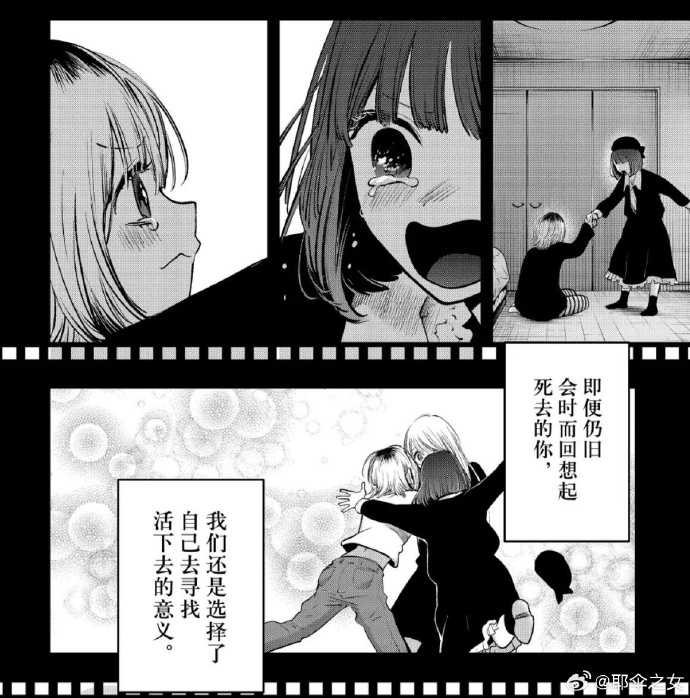 即便仍旧
会时而回想起
死去的你，
我们还是选择了
自己去寻找
活下去的意义。
@耶伞之女